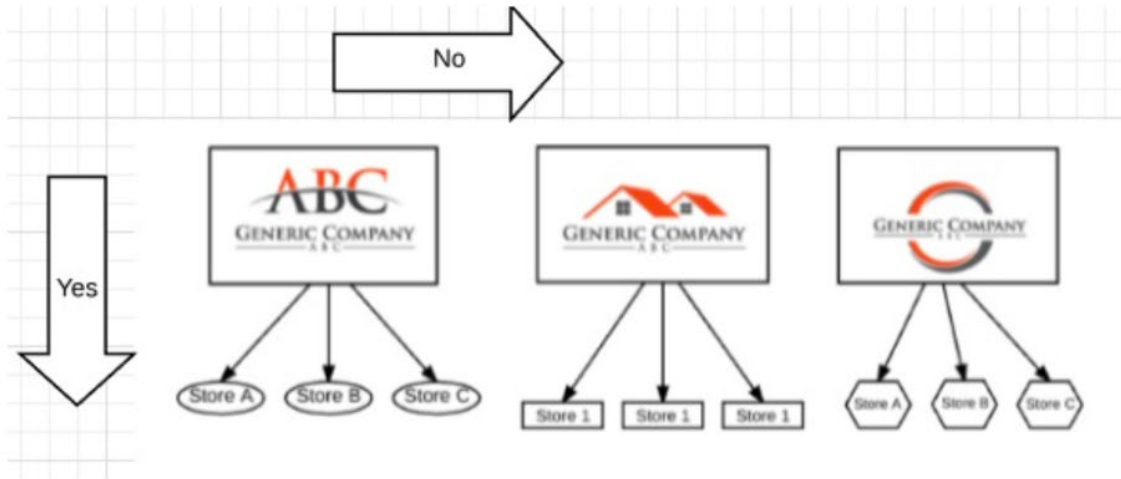 No
Yes
ABC
GENERIC COMPANY
ABC
GENERIC COMPANY
ABC
GENERIC COMPANY
ABC
Store A
Store B
Store C
Store 1
Store 1
Store 1
Store A
Store B
Store C